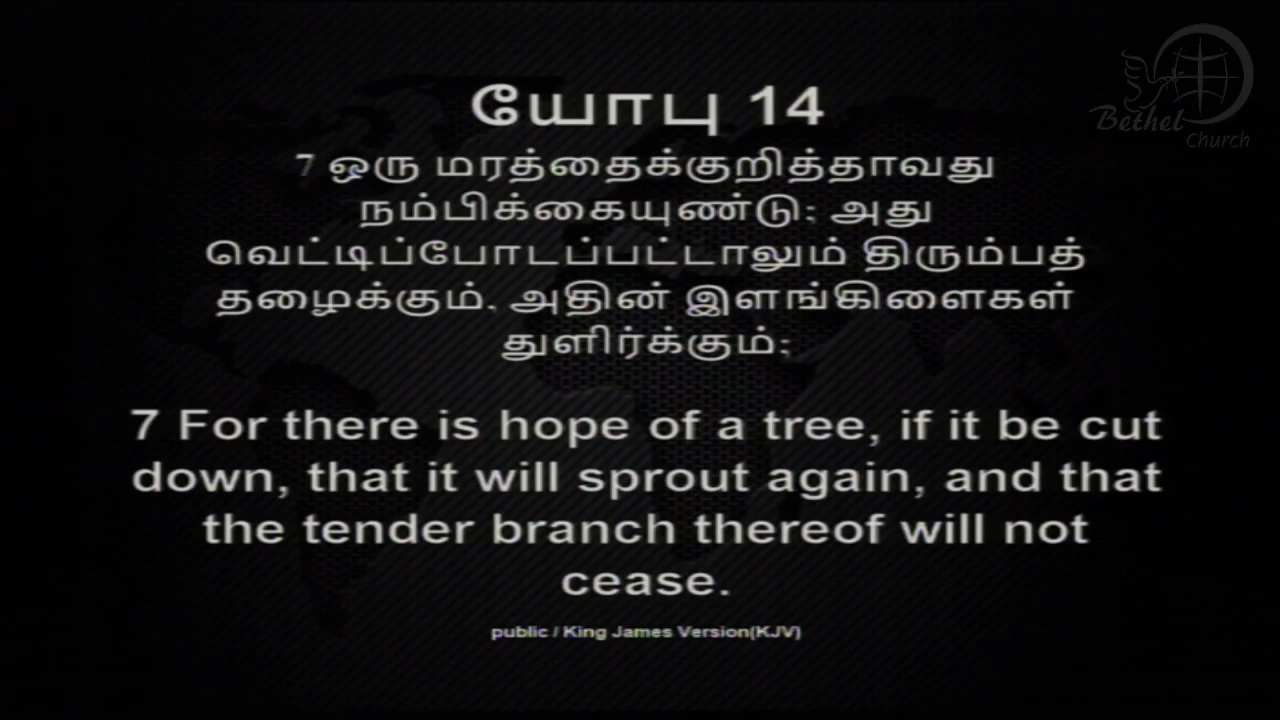 யோபு 14
7 ஒரு மரத்தைக்குறித்தாவது
நம்பிக்கையுண்டு; அது
வெட்டிப்போடப்பட்டாலும் திரும்பத்
தழைக்கும், அதின் இளங்கிளைகள்
துளிர்க்கும்;
7 For there is hope of a tree, if it be cut
down, that it will sprout again, and that
the tender branch thereof will not
cease.
public / King James Version(KJV)
Bethel
Church